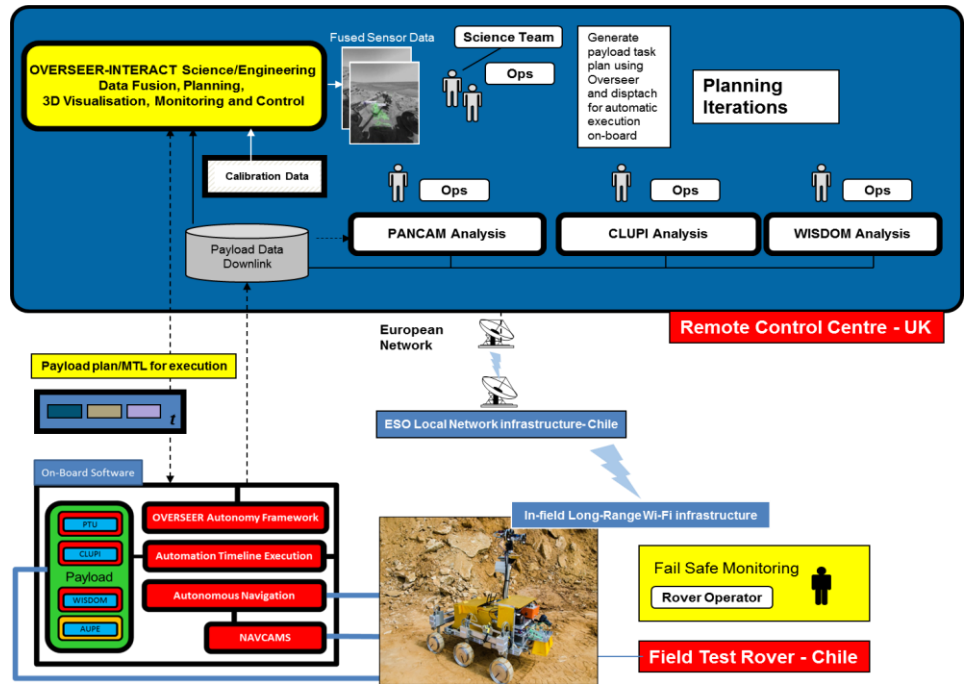 OVERSEER-INTERACT Science/Engineering
Data Fusion, Planning,
3D Visualisation, Monitoring and Control
Fused Sensor Data
Science Team
Ops
Generate
payload task
plan using
Overseer
and disptach
for automatic
execution
on-board
Planning
Iterations
Calibration Data
Ops
Ops
Ops
Payload Data
Downlink
PANCAM Analysis
CLUPI Analysis
WISDOM Analysis
Remote Control Centre - UK
European
Network
Payload plan/MTL for execution
t
ESO Local Network infrastructure- Chile
On-Board Software
In-field Long-Range Wi-Fi infrastructure
PTU
CLUPI
Payload
WISDOM
AUPE
OVERSEER Autonomy Framework
Automation Timeline Execution
Autonomous Navigation
NAVCAMS
Fail Safe Monitoring
Rover Operator
Field Test Rover - Chile